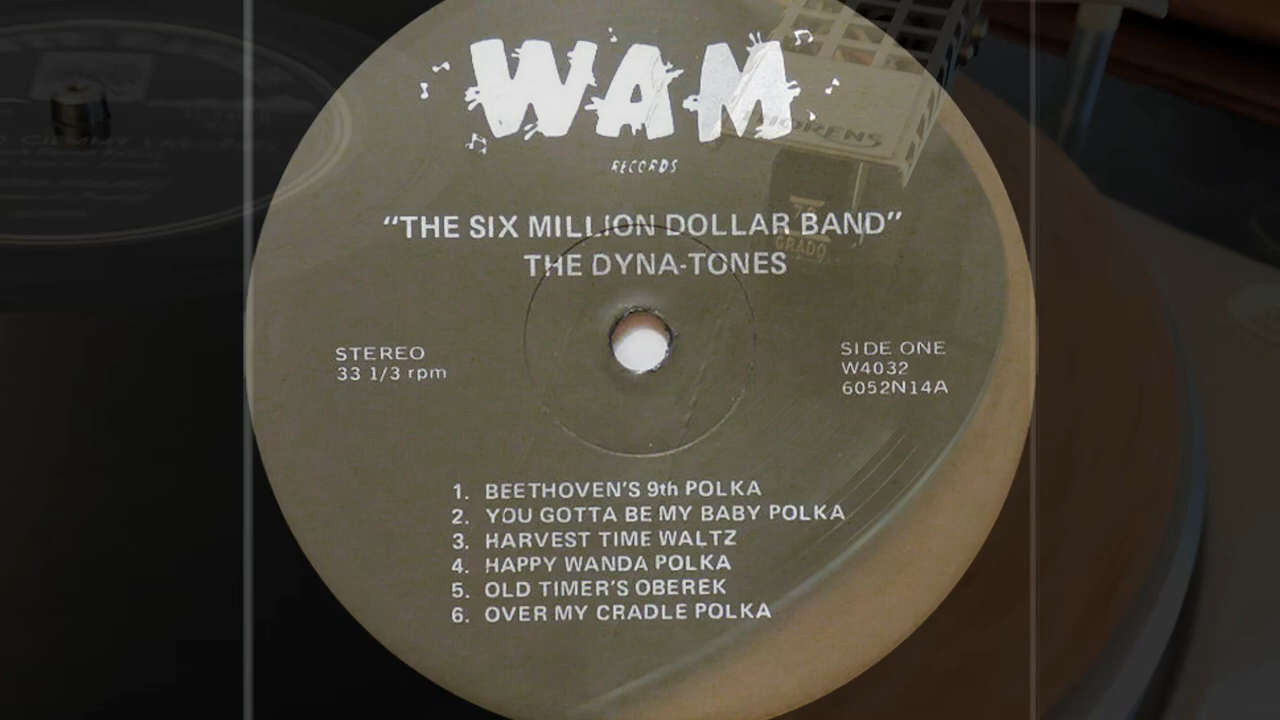 WAM
RECORDS
"THE SIX MILLION DOLLAR BAND"
THE DYNA-TONES
STEREO
33 1/3 rpm
SIDE ONE
W4032
6052N14A
1. BEETHOVEN'S 9th POLKA
2. YOU GOTTA BE MY BABY POLKA
3. HARVEST TIME WALTZ
4. HAPPY WANDA POLKA
5. OLD TIMER'S OBEREK
6. OVER MY CRADLE POLKA
THORENS
GRADO